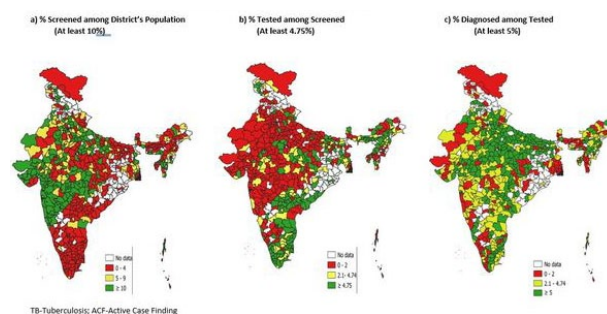 a) % Screened among District's Population
(At least 10%)
b) % Tested among Screened
(At least 4.75%)
c) % Diagnosed among Tested
(At least 5%)
No data
0 - 4
5 - 9
≥ 10
No data
0 - 2
2.1 - 4.74
≥ 4.75
No data
0 - 2
2.1 - 4.74
≥ 5
TB-Tuberculosis; ACF-Active Case Finding